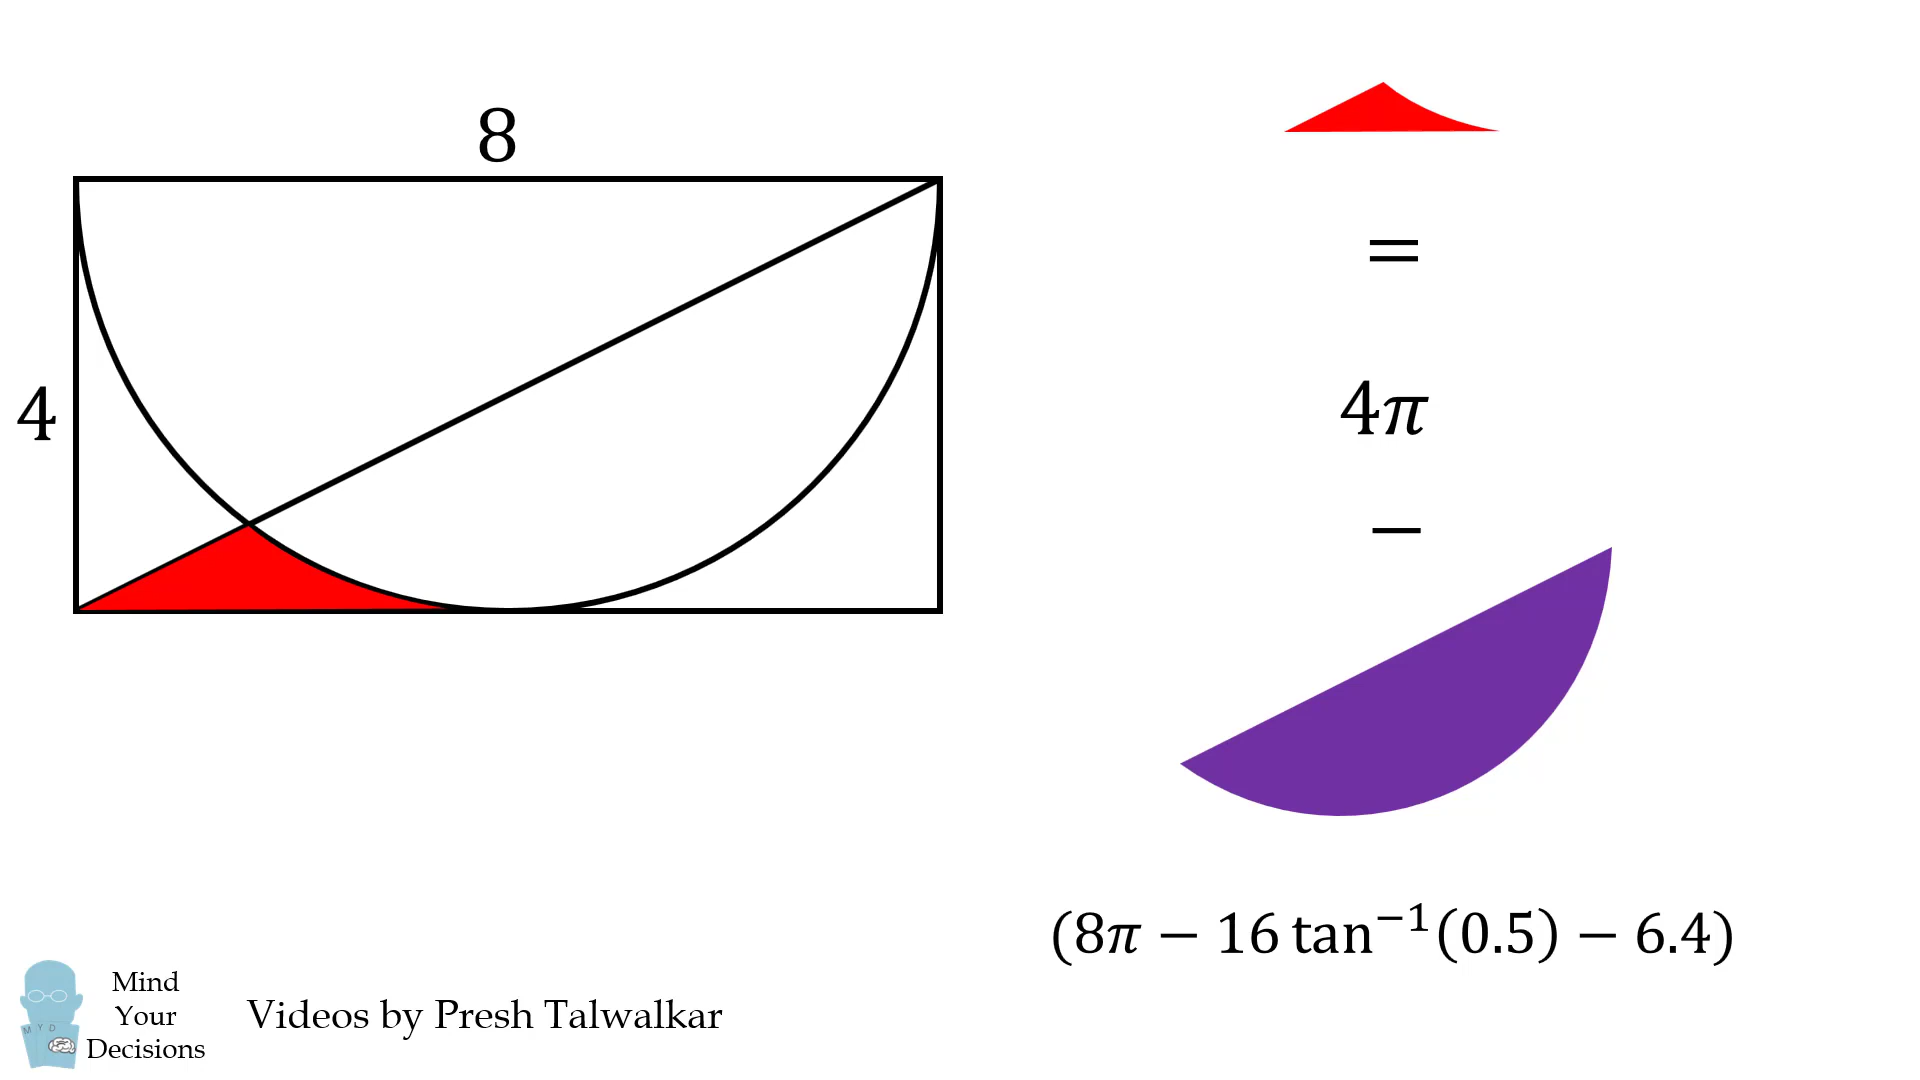 8
4
=
4π
−
(8π − 16 tan⁻¹(0.5) − 6.4)
M Y D
Mind
Your
Decisions
Videos by Presh Talwalkar